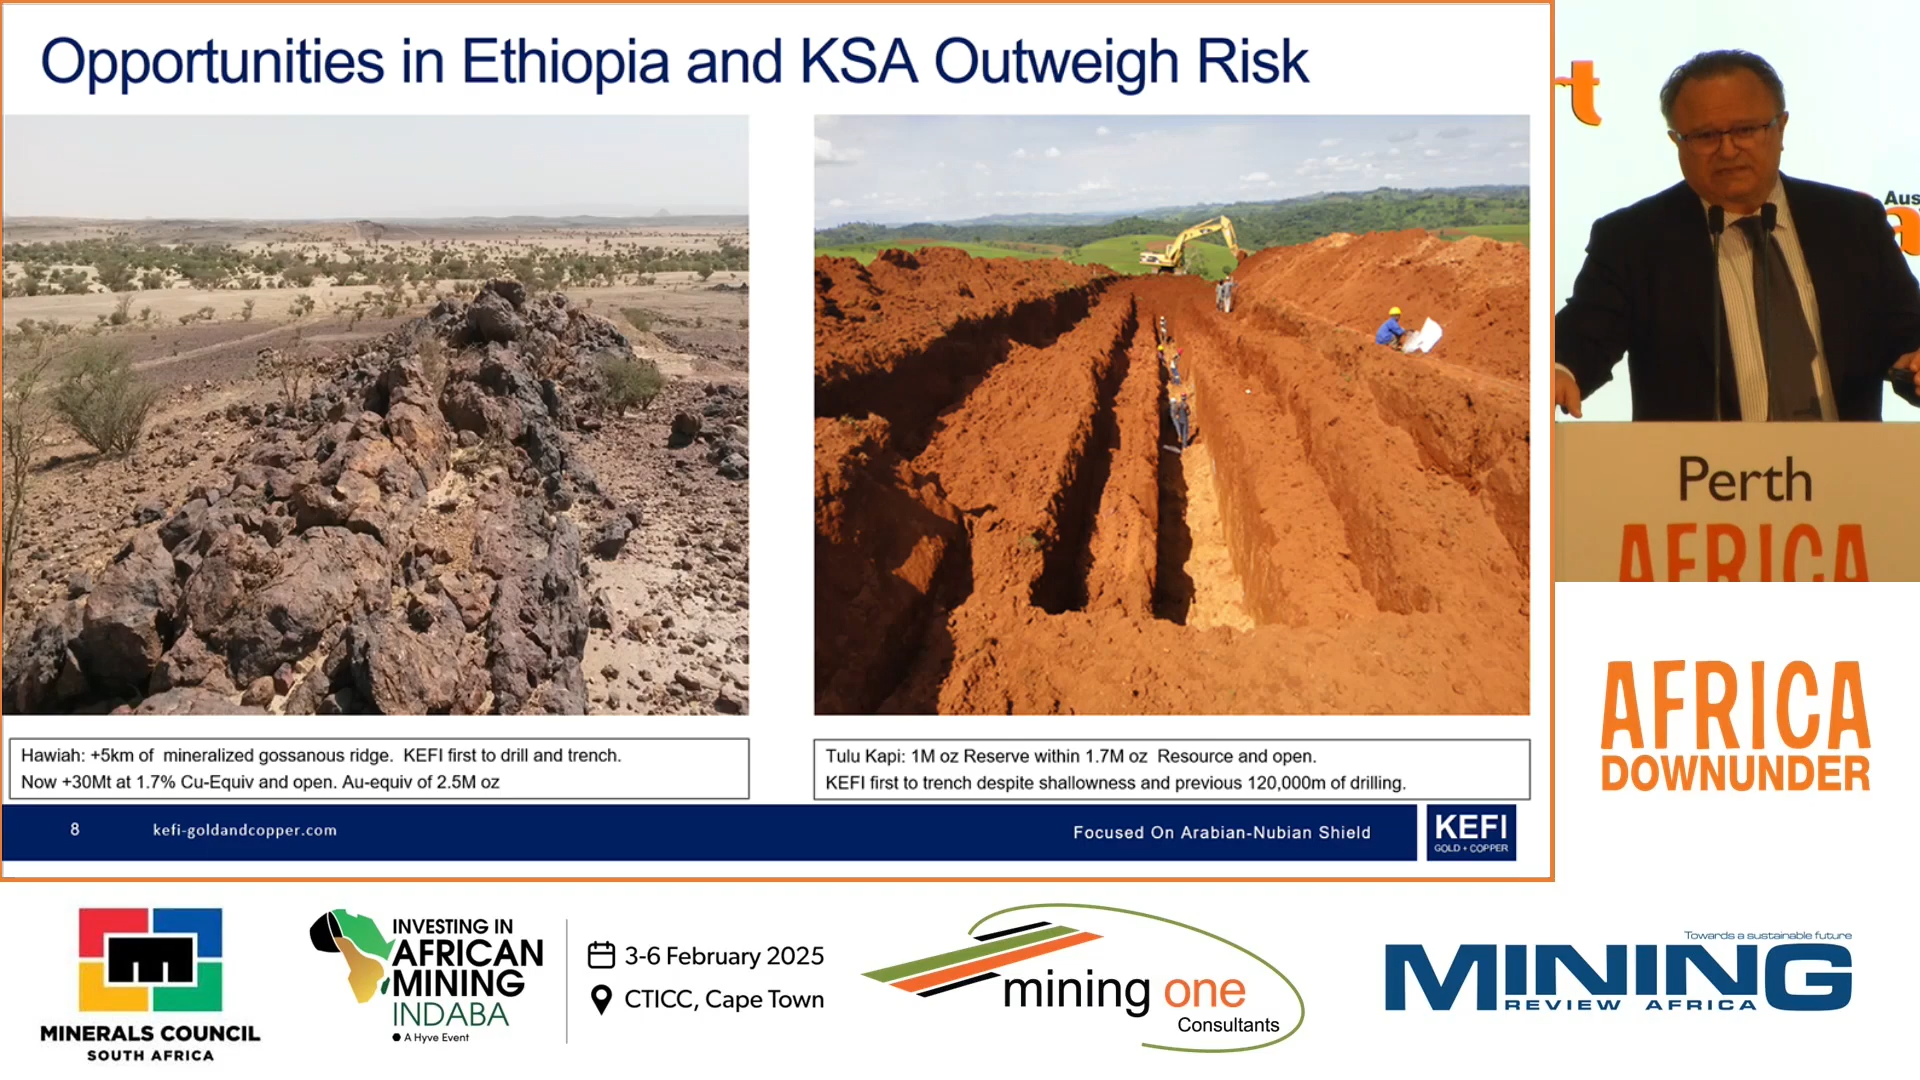 Opportunities in Ethiopia and KSA Outweigh Risk
Hawiah: +5km of mineralized gossanous ridge. KEFI first to drill and trench.
Now +30Mt at 1.7% Cu-Equiv and open. Au-equiv of 2.5M oz
Tulu Kapi: 1M oz Reserve within 1.7M oz Resource and open.
KEFI first to trench despite shallowness and previous 120,000m of drilling.
8
kefi-goldandcopper.com
Focused On Arabian-Nubian Shield
KEFI
GOLD + COPPER
Aus
Perth
AFRICA
AFRICA
DOWNUNDER
MINERALS COUNCIL
SOUTH AFRICA
INVESTING IN
AFRICAN
MINING
INDABA
A Hyve Event
3-6 February 2025
CTICC, Cape Town
mining one
Consultants
Towards a sustainable future
MINING
REVIEW AFRICA